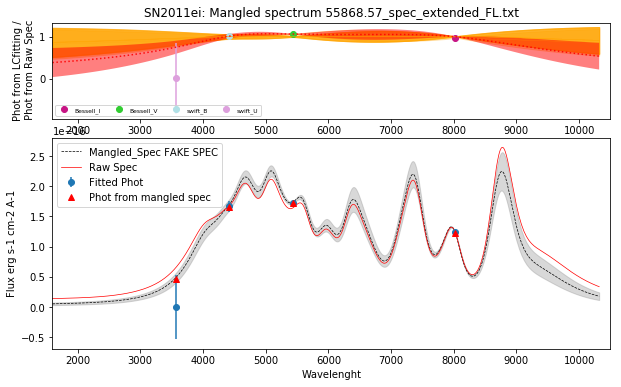 SN2011ei: Mangled spectrum 55868.57_spec_extended_FL.txt
Phot from LCfitting /
Phot from Raw Spec
1
0
Bessell_I Bessell_V swift_B swift_U
2000 3000 4000 5000 6000 7000 8000 9000 10000
Mangled_Spec FAKE SPEC
Raw Spec
Fitted Phot
Phot from mangled spec
Flux erg s-1 cm-2 A-1
2.5
2.0
1.5
1.0
0.5
0.0
−0.5
2000 3000 4000 5000 6000 7000 8000 9000 10000
Wavelenght